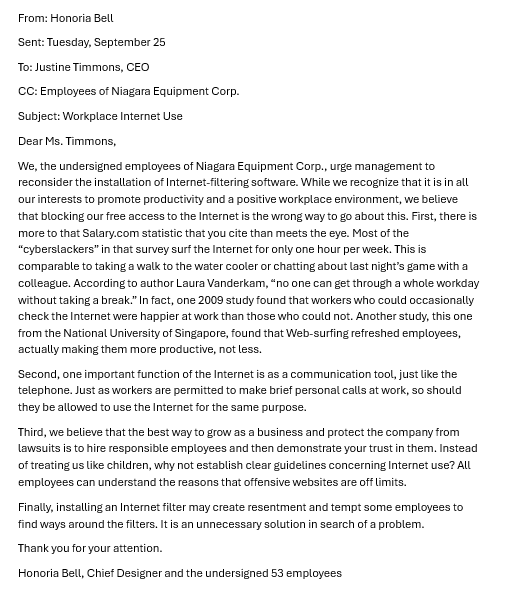 From: Honoria Bell
Sent: Tuesday, September 25
To: Justine Timmons, CEO
CC: Employees of Niagara Equipment Corp.
Subject: Workplace Internet Use
Dear Ms. Timmons,
We, the undersigned employees of Niagara Equipment Corp., urge management to
reconsider the installation of Internet-filtering software. While we recognize that it is in all
our interests to promote productivity and a positive workplace environment, we believe
that blocking our free access to the Internet is the wrong way to go about this. First, there is
more to that Salary.com statistic that you cite than meets the eye. Most of the
“cyberslackers” in that survey surf the Internet for only one hour per week. This is
comparable to taking a walk to the water cooler or chatting about last night’s game with a
colleague. According to author Laura Vanderkam, “no one can get through a whole workday
without taking a break.” In fact, one 2009 study found that workers who could occasionally
check the Internet were happier at work than those who could not. Another study, this one
from the National University of Singapore, found that Web-surfing refreshed employees,
actually making them more productive, not less.
Second, one important function of the Internet is as a communication tool, just like the
telephone. Just as workers are permitted to make brief personal calls at work, so should
they be allowed to use the Internet for the same purpose.
Third, we believe that the best way to grow as a business and protect the company from
lawsuits is to hire responsible employees and then demonstrate your trust in them. Instead
of treating us like children, why not establish clear guidelines concerning Internet use? All
employees can understand the reasons that offensive websites are off limits.
Finally, installing an Internet filter may create resentment and tempt some employees to
find ways around the filters. It is an unnecessary solution in search of a problem.
Thank you for your attention.
Honoria Bell, Chief Designer and the undersigned 53 employees